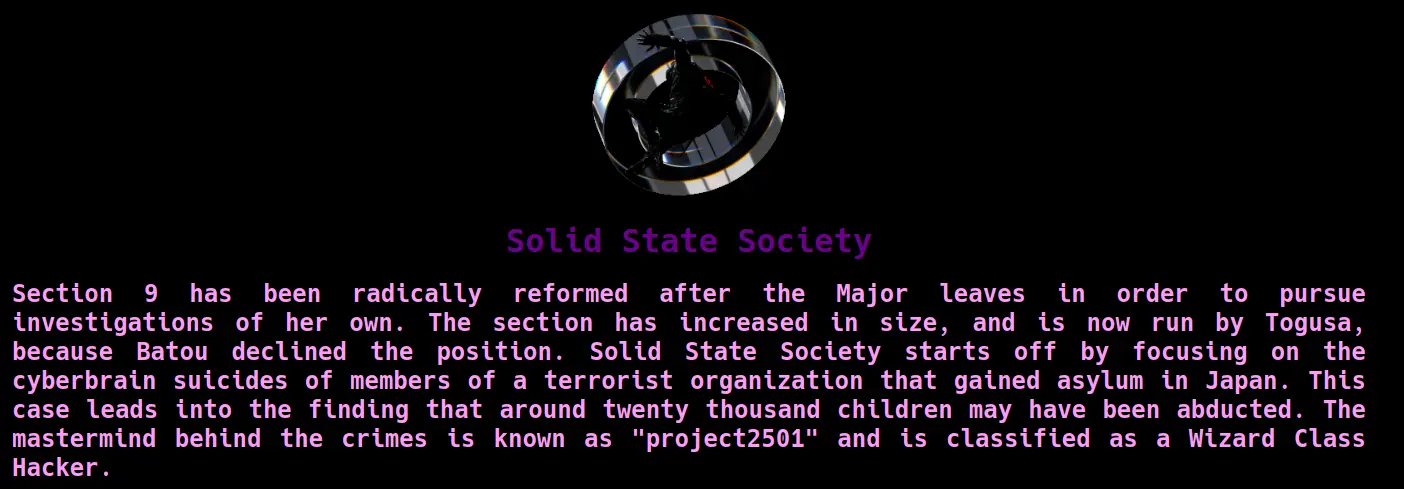 Solid State Society
Section 9 has been radically reformed after the Major leaves in order to pursue
investigations of her own. The section has increased in size, and is now run by Togusa,
because Batou declined the position. Solid State Society starts off by focusing on the
cyberbrain suicides of members of a terrorist organization that gained asylum in Japan. This
case leads into the finding that around twenty thousand children may have been abducted. The
mastermind behind the crimes is known as "project2501" and is classified as a Wizard Class
Hacker.